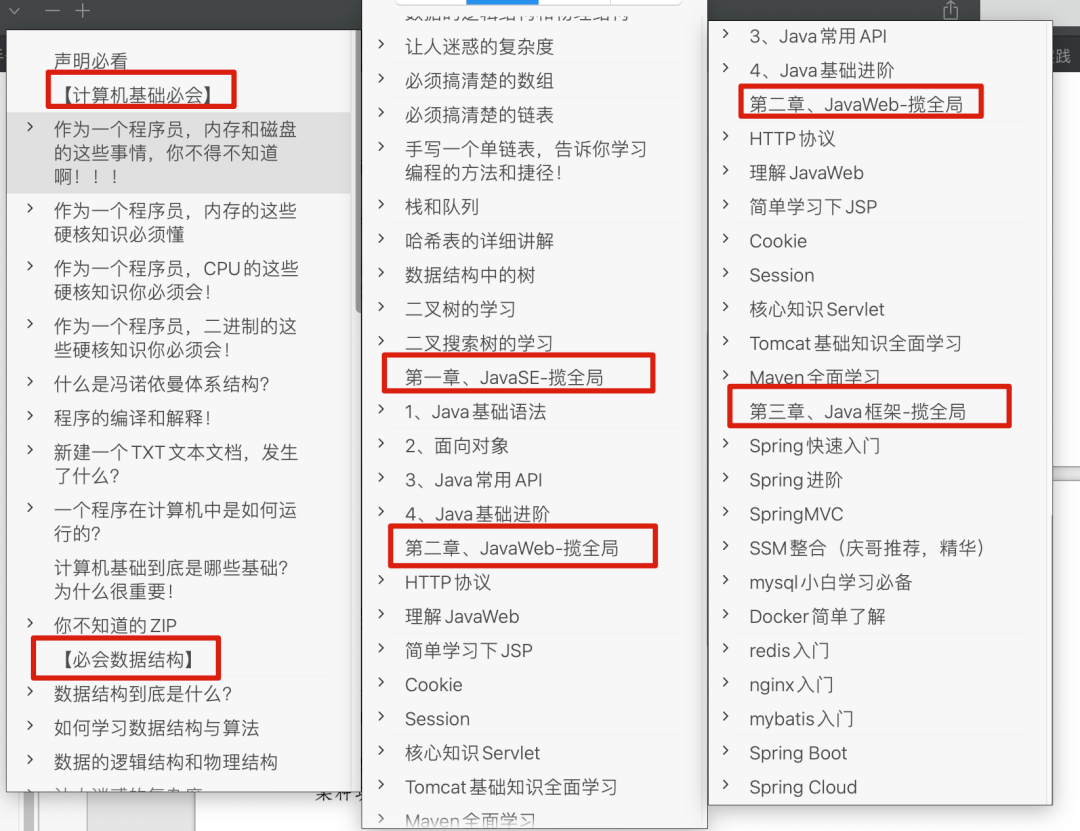 声明必看
【计算机基础必会】
作为一个程序员，内存和磁盘
的这些事情，你不得不知道
啊！！！
作为一个程序员，内存的这些
硬核知识必须懂
作为一个程序员，CPU的这些
硬核知识你必须会！
作为一个程序员，二进制的这
些硬核知识你必须会！
什么是冯诺依曼体系结构？
程序的编译和解释！
新建一个TXT文本文档，发生
了什么？
一个程序在计算机中是如何运
行的？
计算机基础到底是哪些基础？
为什么很重要！
你不知道的ZIP
【必会数据结构】
数据结构到底是什么？
如何学习数据结构与算法
数据的逻辑结构和物理结构
让人迷惑的复杂度
数据的逻辑结构和物理结构
让人迷惑的复杂度
必须搞清楚的数组
必须搞清楚的链表
手写一个单链表，告诉你学习
编程的方法和捷径！
栈和队列
哈希表的详细讲解
数据结构中的树
二叉树的学习
二叉搜索树的学习
第一章、JavaSE-揽全局
1、Java基础语法
2、面向对象
3、Java常用API
4、Java基础进阶
第二章、JavaWeb-揽全局
HTTP协议
理解JavaWeb
简单学习下JSP
Cookie
Session
核心知识Servlet
Tomcat基础知识全面学习
Maven全面学习
3、Java常用API
4、Java基础进阶
第二章、JavaWeb-揽全局
HTTP协议
理解JavaWeb
简单学习下JSP
Cookie
Session
核心知识Servlet
Tomcat基础知识全面学习
Maven全面学习
第三章、Java框架-揽全局
Spring快速入门
Spring进阶
SpringMVC
SSM整合（庆哥推荐，精华）
mysql小白学习必备
Docker简单了解
redis入门
nginx入门
mybatis入门
Spring Boot
Spring Cloud
践